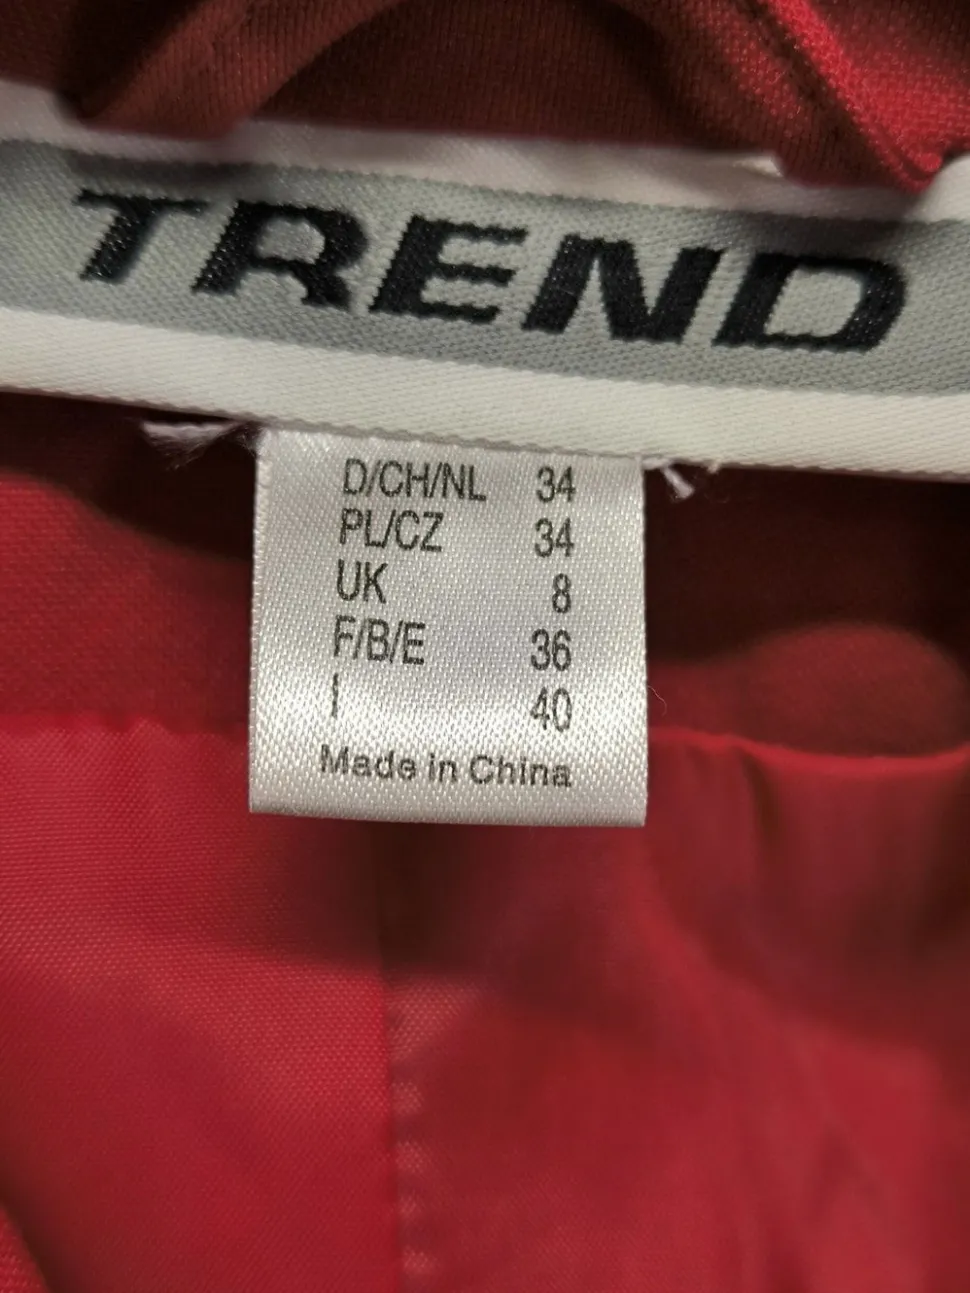 TREND
D/CH/NL 34
PL/CZ 34
UK 8
F/B/E 36
I 40
Made in China